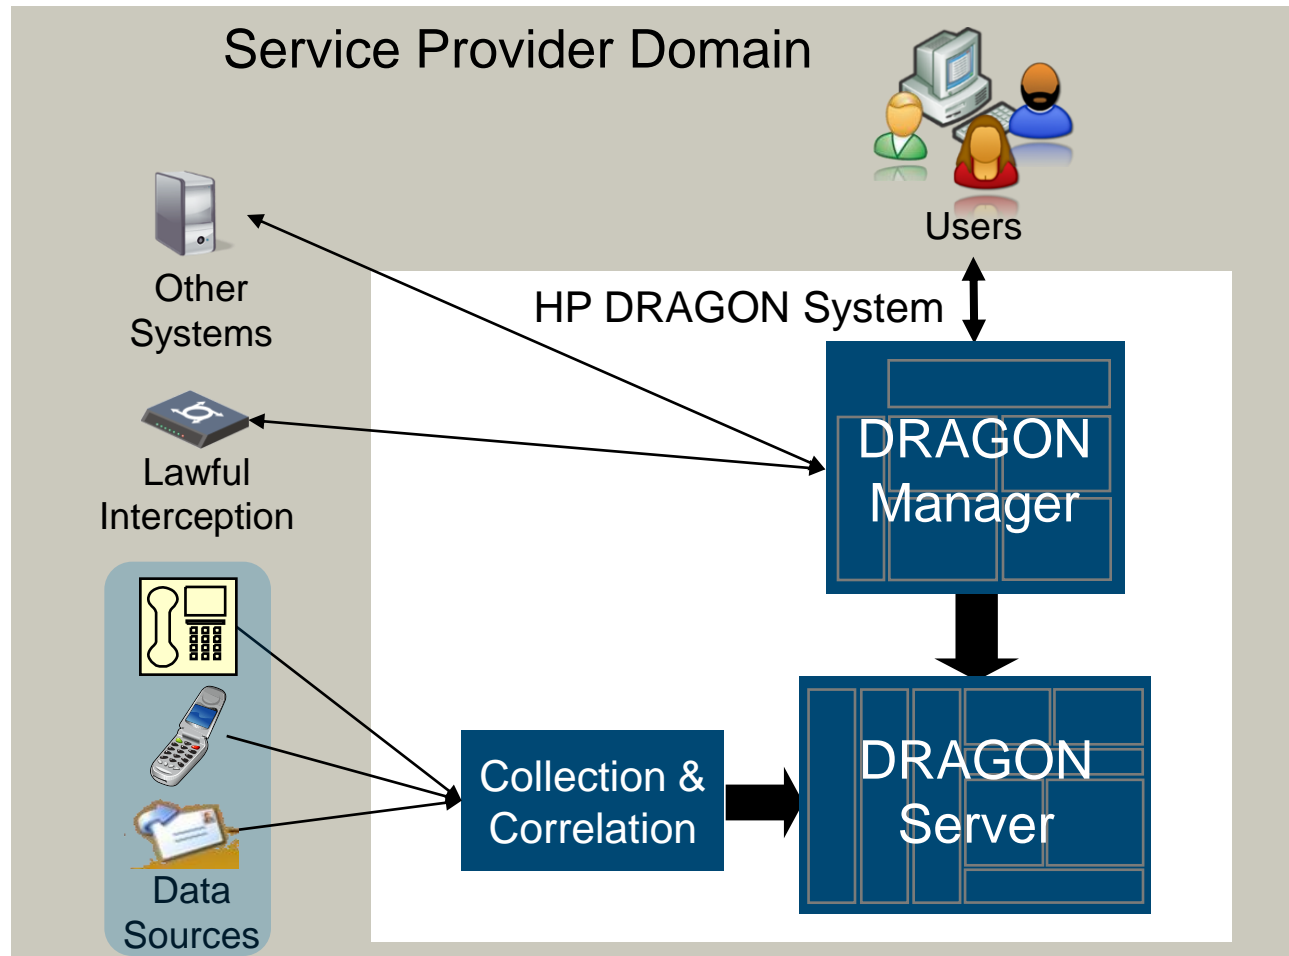 Service Provider Domain
Users
Other
Systems
HP DRAGON System
Lawful
Interception
DRAGON
Manager
Collection &
Correlation
DRAGON
Server
Data
Sources